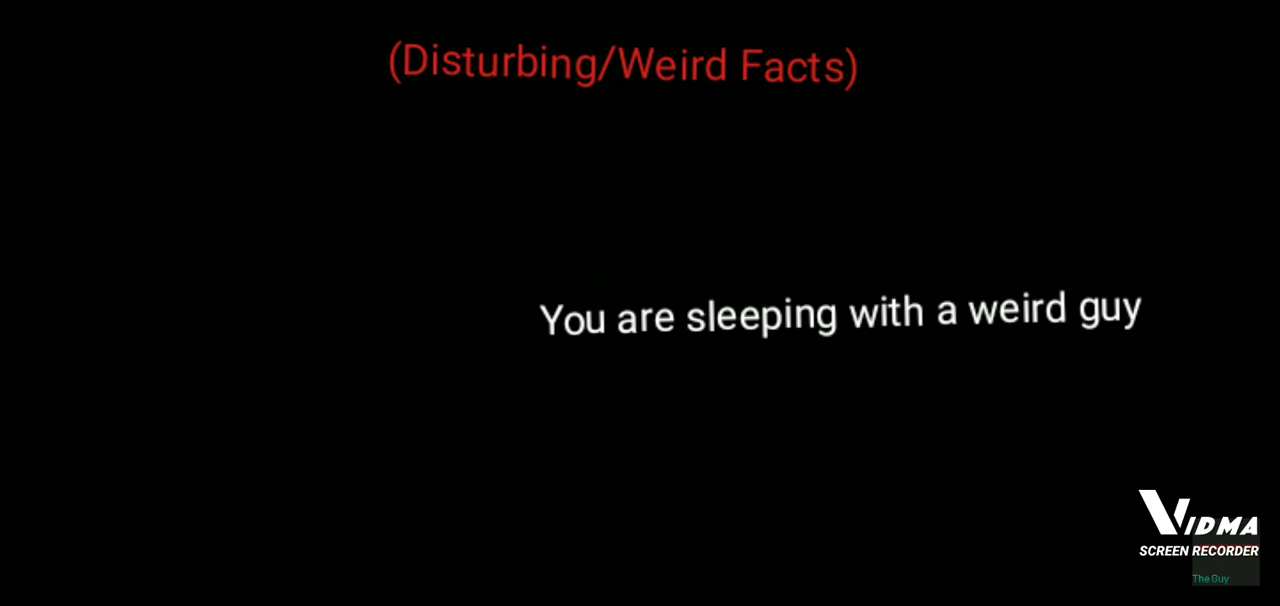 (Disturbing/Weird Facts)
You are sleeping with a weird guy
VIDMA
SCREEN RECORDER
The Guy